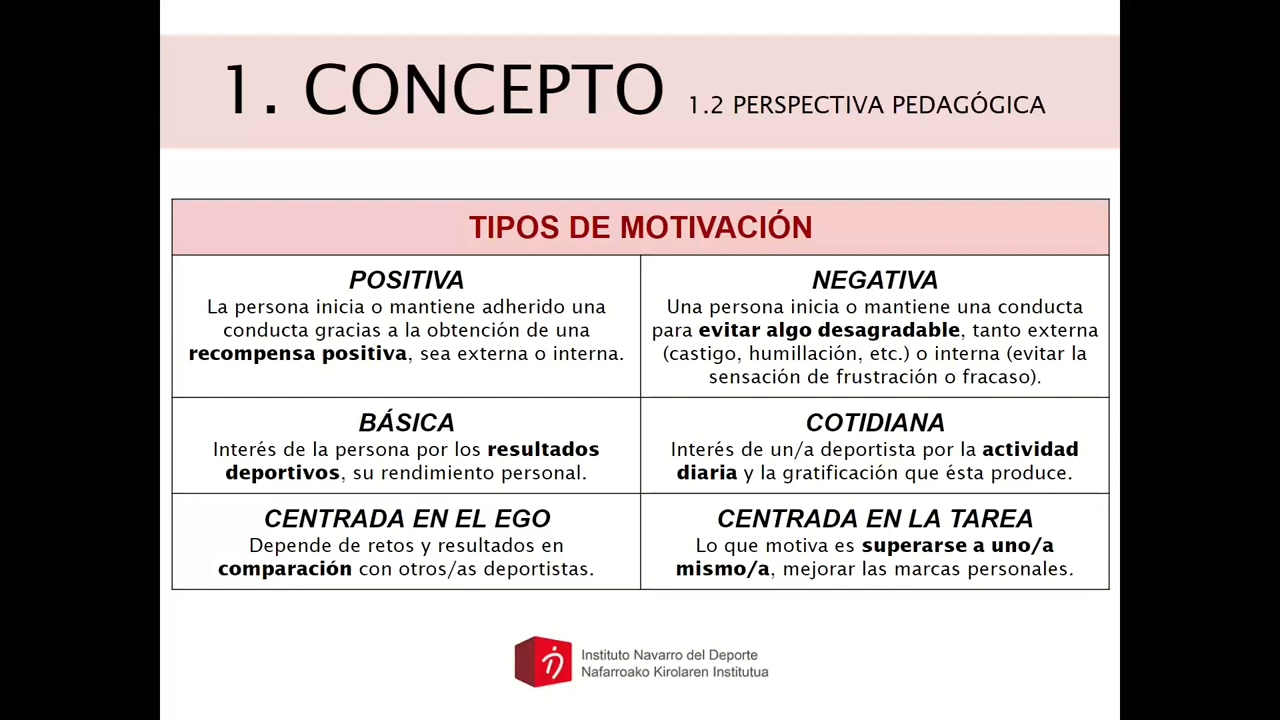 1. CONCEPTO 1.2 PERSPECTIVA PEDAGÓGICA
TIPOS DE MOTIVACIÓN
POSITIVA
La persona inicia o mantiene adherido una
conducta gracias a la obtención de una
recompensa positiva, sea externa o interna.
NEGATIVA
Una persona inicia o mantiene una conducta
para evitar algo desagradable, tanto externa
(castigo, humillación, etc.) o interna (evitar la
sensación de frustración o fracaso).
BÁSICA
Interés de la persona por los resultados
deportivos, su rendimiento personal.
COTIDIANA
Interés de un/a deportista por la actividad
diaria y la gratificación que ésta produce.
CENTRADA EN EL EGO
Depende de retos y resultados en
comparación con otros/as deportistas.
CENTRADA EN LA TAREA
Lo que motiva es superarse a uno/a
mismo/a, mejorar las marcas personales.
Instituto Navarro del Deporte
Nafarroako Kirolaren Institutua